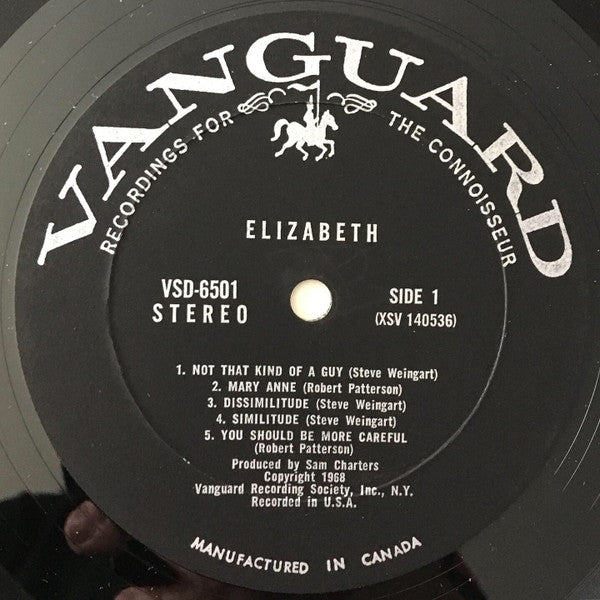 VANGUARD
RECORDINGS FOR THE CONNOISSEUR
ELIZABETH
VSD-6501
STEREO
SIDE 1
(XSV 140536)
1. NOT THAT KIND OF A GUY (Steve Weingart)
2. MARY ANNE (Robert Patterson)
3. DISSIMILITUDE (Steve Weingart)
4. SIMILITUDE (Steve Weingart)
5. YOU SHOULD BE MORE CAREFUL
(Robert Patterson)
Produced by Sam Charters
Copyright 1968
Vanguard Recording Society, Inc., N.Y.
Recorded in U.S.A.
MANUFACTURED IN CANADA